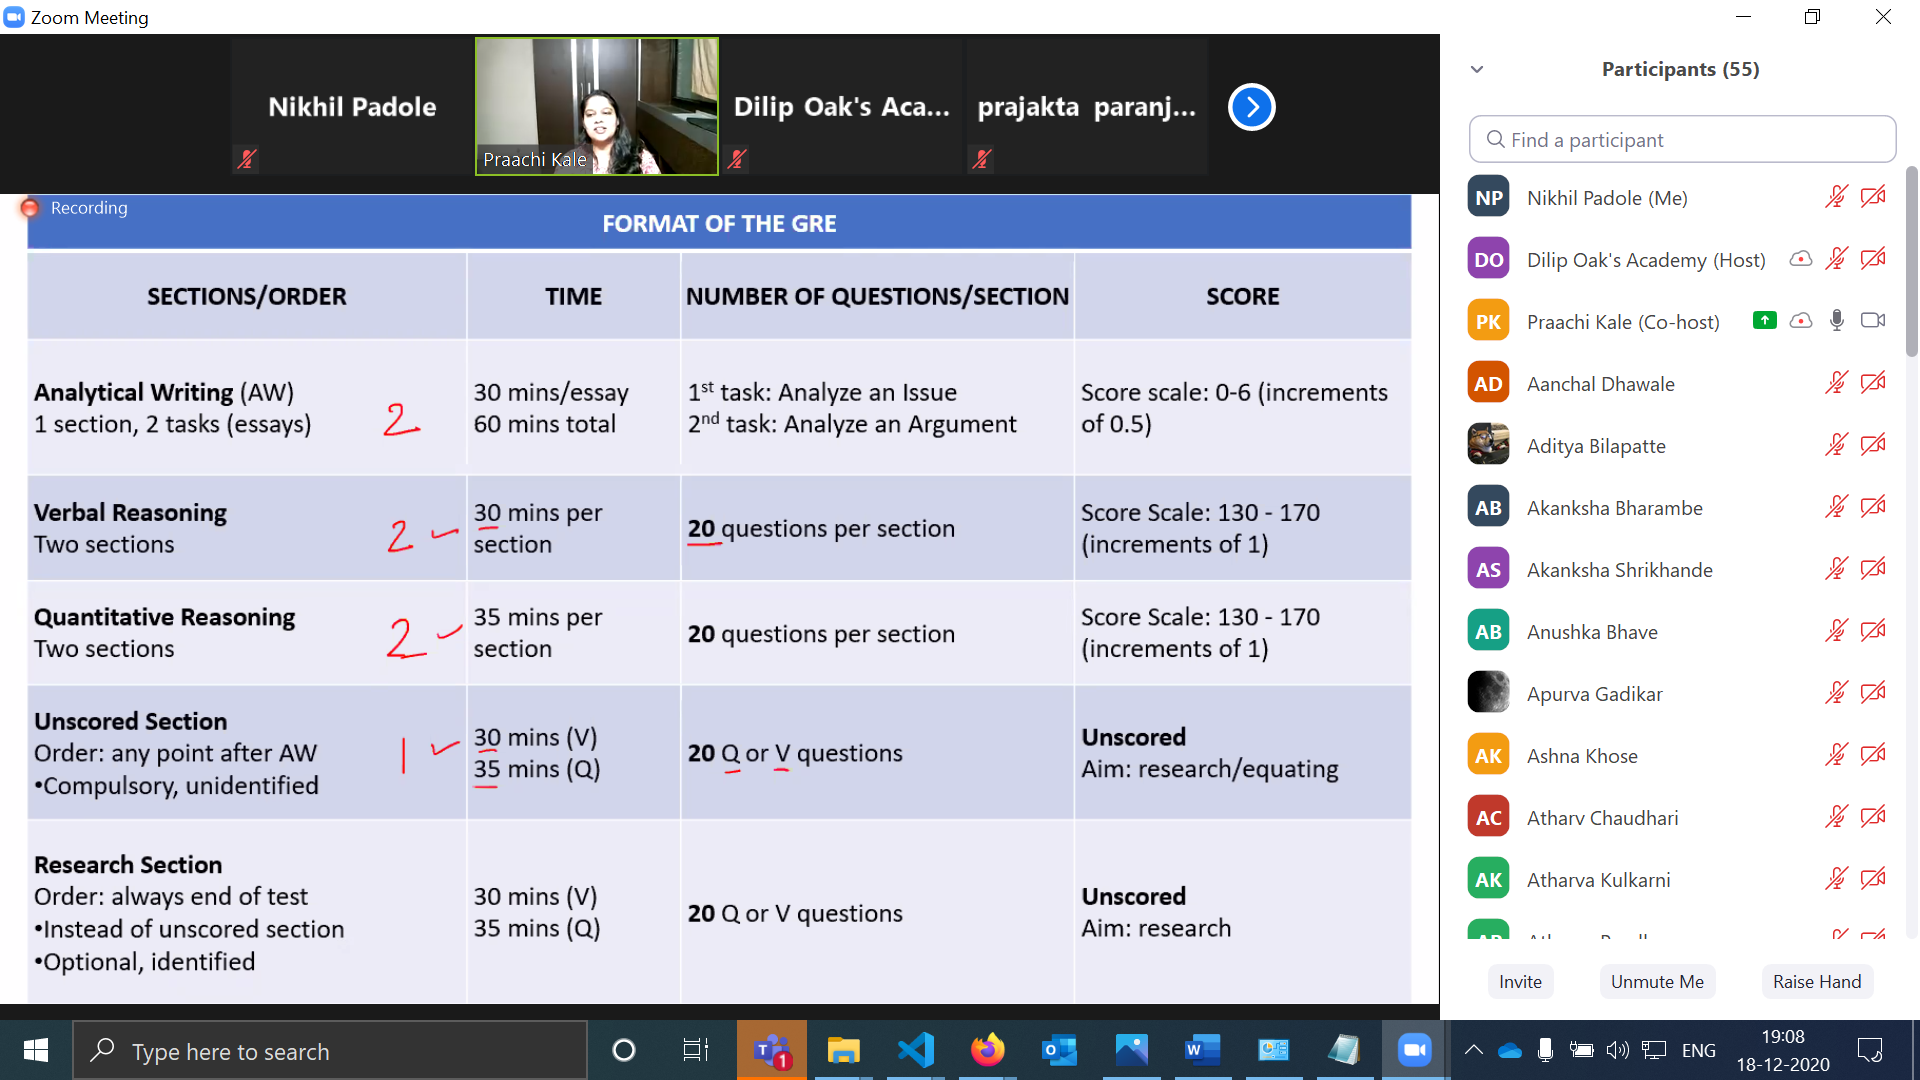 Zoom Meeting
Nikhil Padole
Praachi Kale
Dilip Oak's Aca...
prajakta paranj...
Recording
FORMAT OF THE GRE
SECTIONS/ORDER
TIME
NUMBER OF QUESTIONS/SECTION
SCORE
Analytical Writing (AW)
1 section, 2 tasks (essays)
2
30 mins/essay
60 mins total
1st task: Analyze an Issue
2nd task: Analyze an Argument
Score scale: 0-6 (increments
of 0.5)
Verbal Reasoning
Two sections
2
30 mins per
section
20 questions per section
Score Scale: 130 - 170
(increments of 1)
Quantitative Reasoning
Two sections
2
35 mins per
section
20 questions per section
Score Scale: 130 - 170
(increments of 1)
Unscored Section
Order: any point after AW
•Compulsory, unidentified
1
30 mins (V)
35 mins (Q)
20 Q or V questions
Unscored
Aim: research/equating
Research Section
Order: always end of test
•Instead of unscored section
•Optional, identified
30 mins (V)
35 mins (Q)
20 Q or V questions
Unscored
Aim: research
Participants (55)
Find a participant
NP Nikhil Padole (Me)
DO Dilip Oak's Academy (Host)
PK Praachi Kale (Co-host)
AD Aanchal Dhawale
Aditya Bilapatte
AB Akanksha Bharambe
AS Akanksha Shrikhande
AB Anushka Bhave
Apurva Gadikar
AK Ashna Khose
AC Atharv Chaudhari
AK Atharva Kulkarni
Invite
Unmute Me
Raise Hand
Type here to search
T 1
W
ENG
19:08
18-12-2020